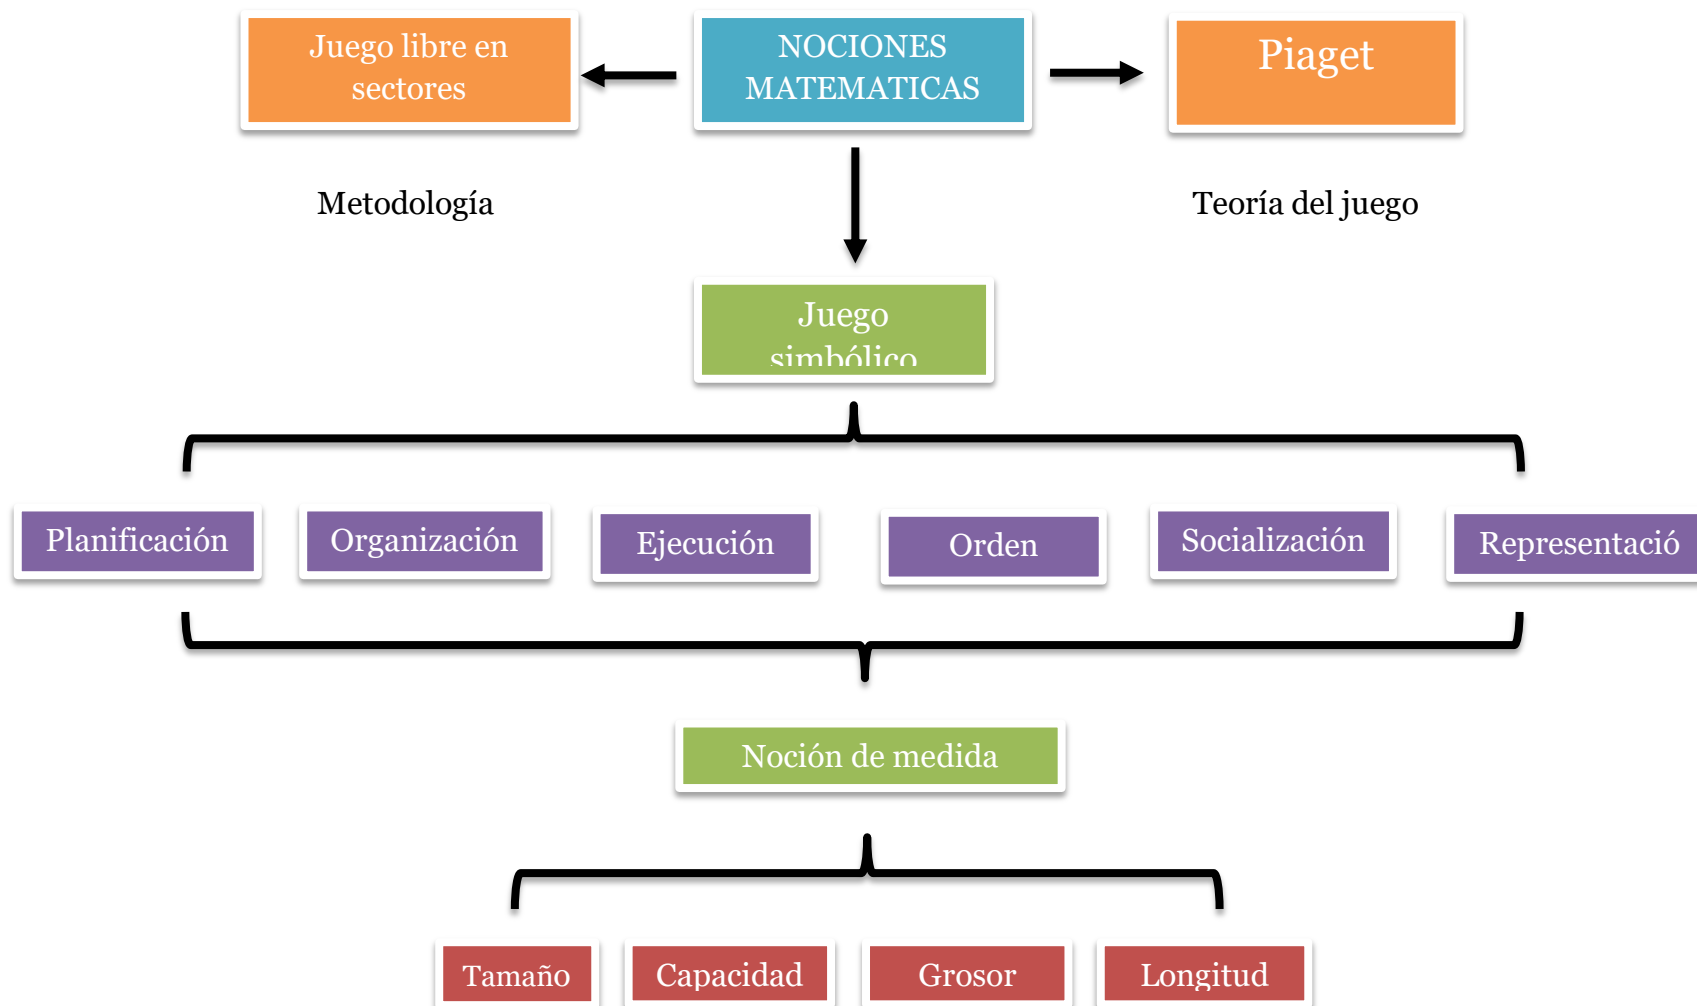 Juego libre en
sectores
NOCIONES
MATEMATICAS
Piaget
Metodología
Teoría del juego
Juego
simbólico
Planificación
Organización
Ejecución
Orden
Socialización
Representació
Noción de medida
Tamaño
Capacidad
Grosor
Longitud